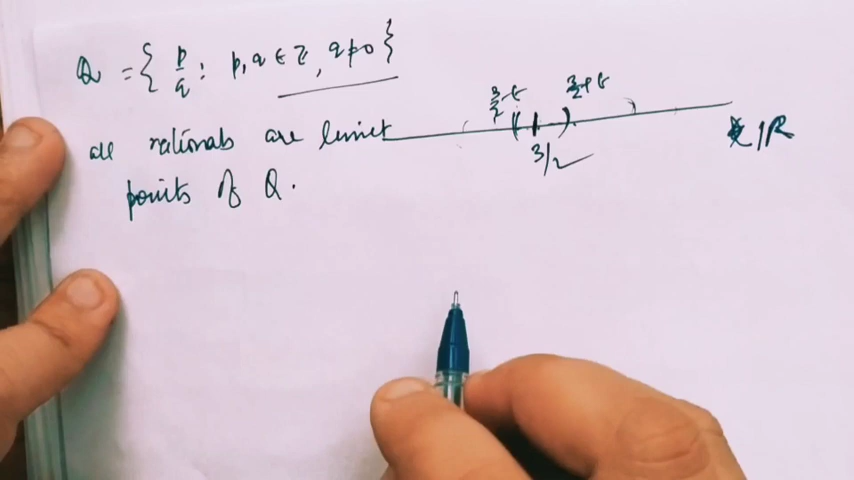 Q = { p/q : p, q ∈ Z, q ≠ 0 }
all rationals are limit
points of Q.
3/2-ε 3/2+ε
3/2
R